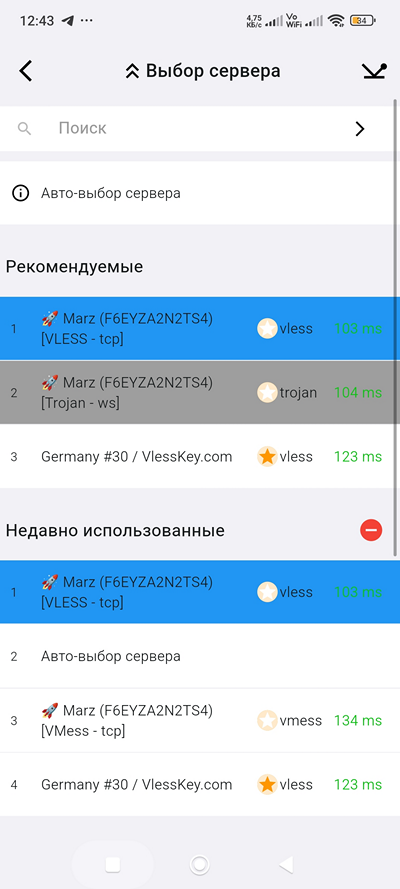 12:43
4,75 КБ/с Vo WiFi 34
Выбор сервера
Поиск
Авто-выбор сервера
Рекомендуемые
1 🚀 Marz (F6EYZA2N2TS4) vless 103 ms
[VLESS - tcp]
2 🚀 Marz (F6EYZA2N2TS4) trojan 104 ms
[Trojan - ws]
3 Germany #30 / VlessKey.com vless 123 ms
Недавно использованные
1 🚀 Marz (F6EYZA2N2TS4) vless 103 ms
[VLESS - tcp]
2 Авто-выбор сервера
3 🚀 Marz (F6EYZA2N2TS4) vmess 134 ms
[VMess - tcp]
4 Germany #30 / VlessKey.com vless 123 ms